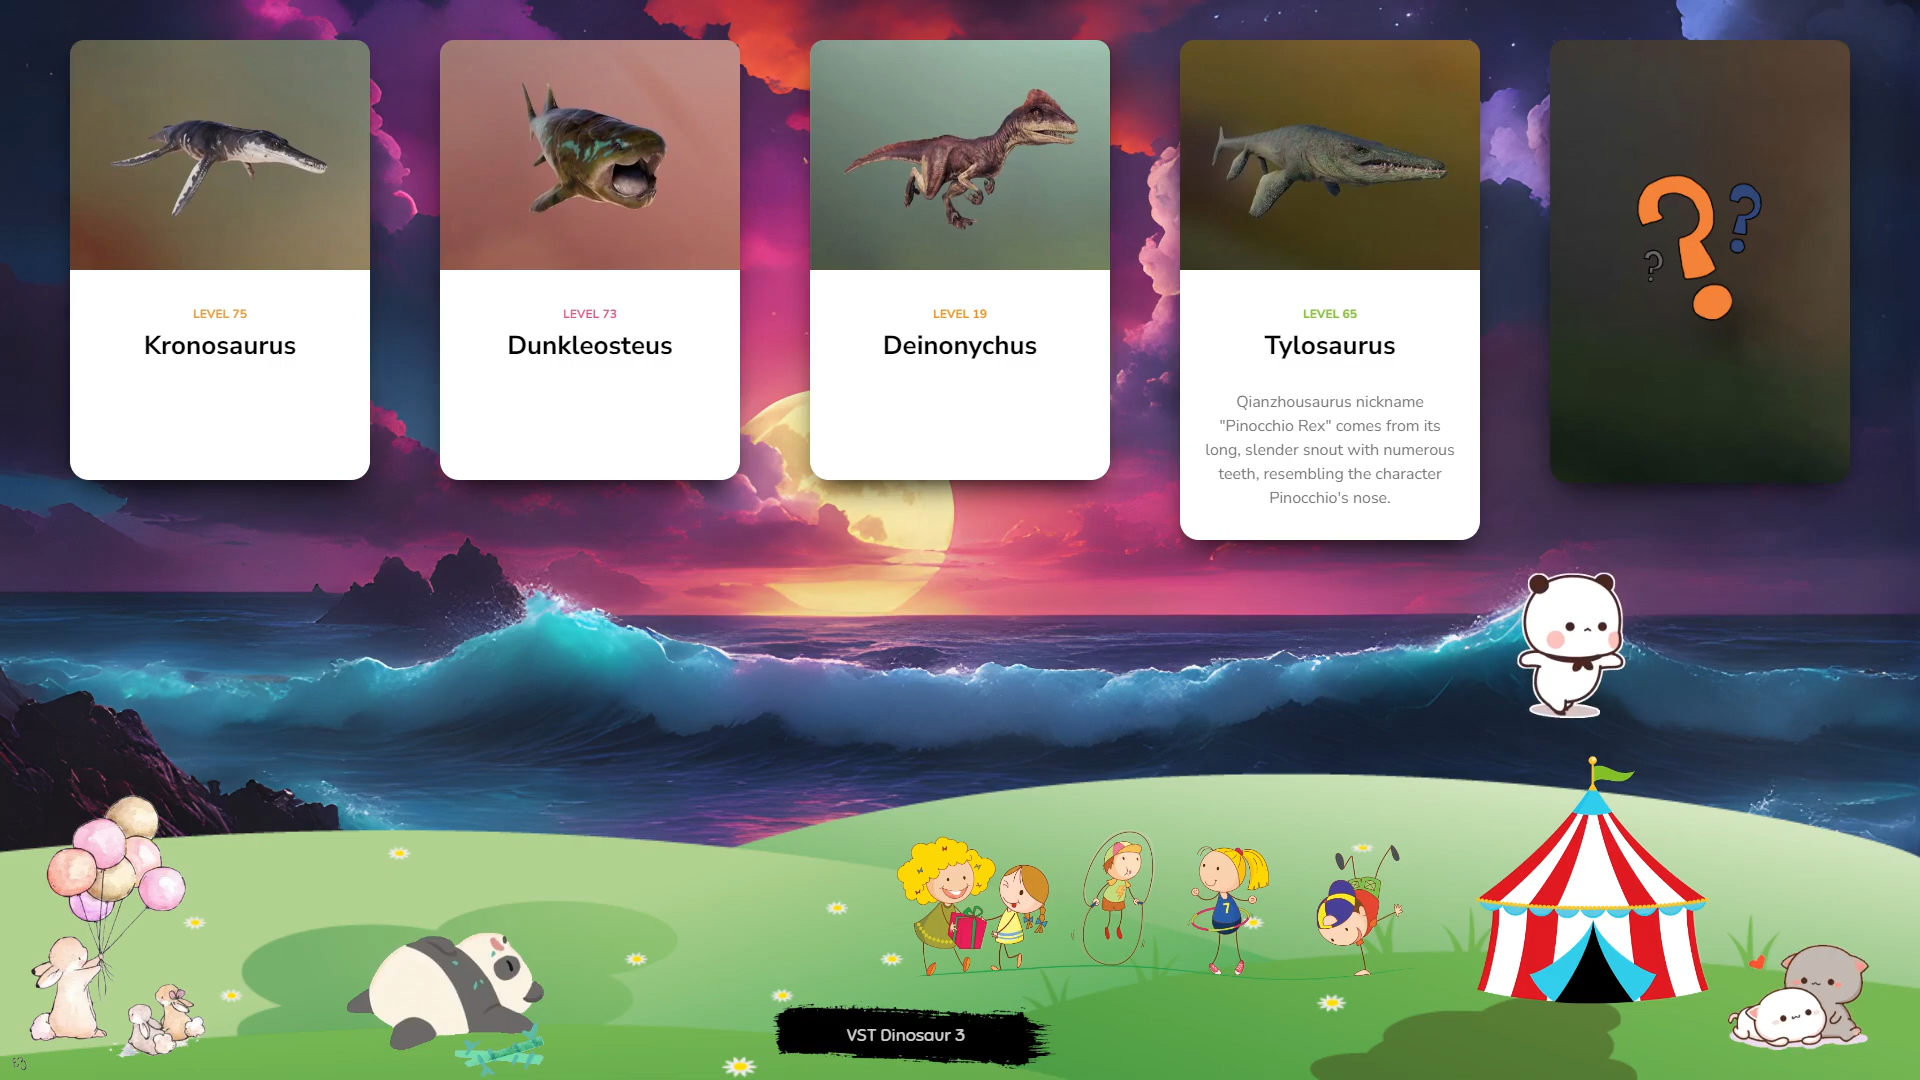 LEVEL 75
Kronosaurus
LEVEL 73
Dunkleosteus
LEVEL 19
Deinonychus
LEVEL 65
Tylosaurus
Qianzhousaurus nickname
"Pinocchio Rex" comes from its
long, slender snout with numerous
teeth, resembling the character
Pinocchio's nose.
? ? ?
7
VST Dinosaur 3